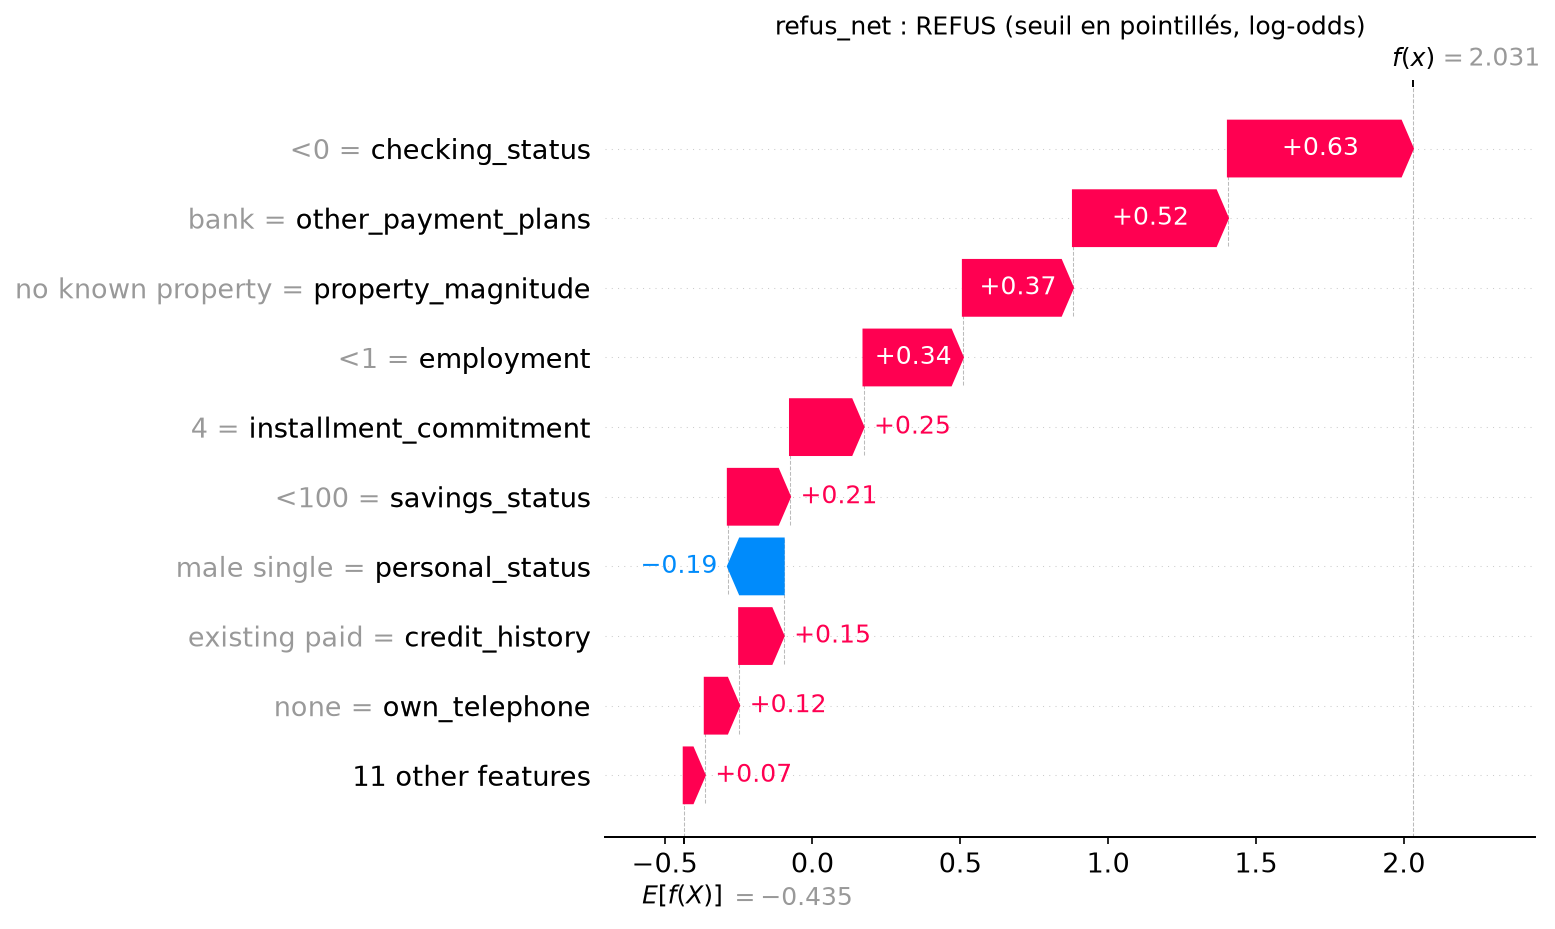 refus_net : REFUS (seuil en pointillés, log-odds)
f(x) = 2.031
<0 = checking_status
+0.63
bank = other_payment_plans
+0.52
no known property = property_magnitude
+0.37
<1 = employment
+0.34
4 = installment_commitment
+0.25
<100 = savings_status
+0.21
male single = personal_status
−0.19
existing paid = credit_history
+0.15
none = own_telephone
+0.12
11 other features
+0.07
−0.5 0.0 0.5 1.0 1.5 2.0
E[f(X)] = −0.435